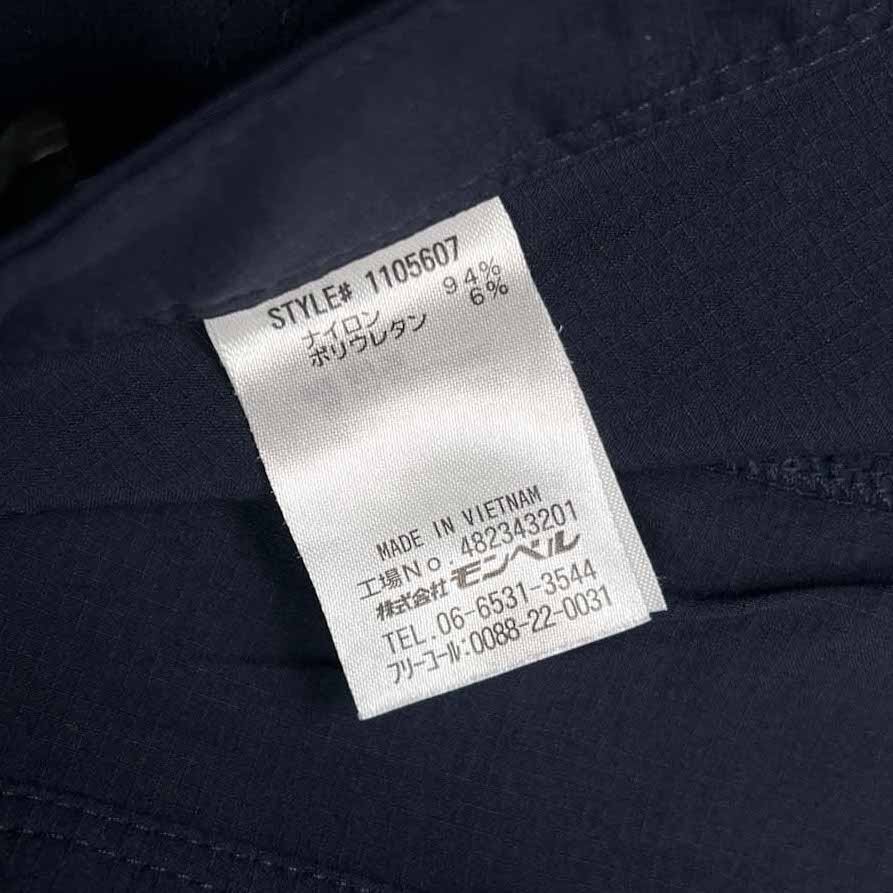 STYLE# 1105607
ナイロン 94%
ポリウレタン 6%
MADE IN VIETNAM
工場No. 482343201
株式会社 モンベル
TEL. 06-6531-3544
フリーコール:0088-22-0031